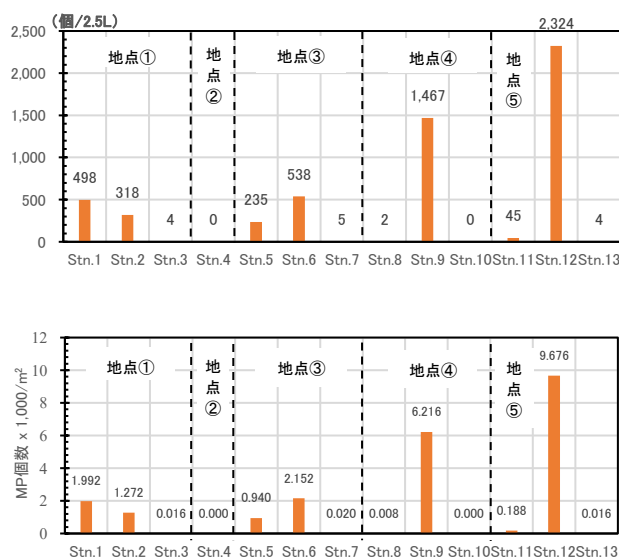 (個/2.5L)
2,500
2,000
1,500
1,000
500
0
地点① 地点② 地点③ 地点④ 地点⑤
498 318 4 0 235 538 5 2 1,467 0 45 2,324 4
Stn.1 Stn.2 Stn.3 Stn.4 Stn.5 Stn.6 Stn.7 Stn.8 Stn.9 Stn.10 Stn.11 Stn.12 Stn.13
MP個数 x 1,000/m²
12
10
8
6
4
2
0
地点① 地点② 地点③ 地点④ 地点⑤
1.992 1.272 0.016 0.000 0.940 2.152 0.020 0.008 6.216 0.000 0.188 9.676 0.016
Stn.1 Stn.2 Stn.3 Stn.4 Stn.5 Stn.6 Stn.7 Stn.8 Stn.9 Stn.10 Stn.11 Stn.12 Stn.13